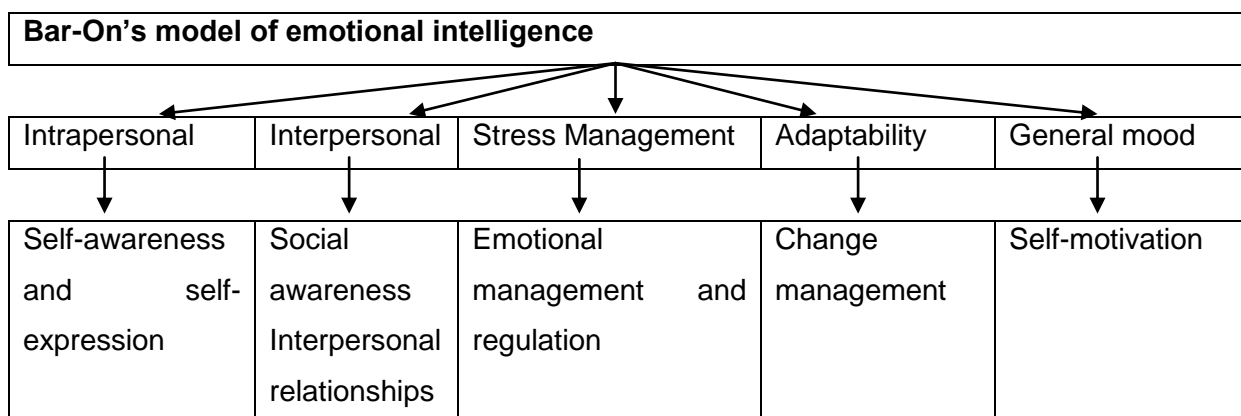 Bar-On’s model of emotional intelligence
Intrapersonal
Interpersonal
Stress Management
Adaptability
General mood
Self-awareness
and self-
expression
Social
awareness
Interpersonal
relationships
Emotional
management and
regulation
Change
management
Self-motivation